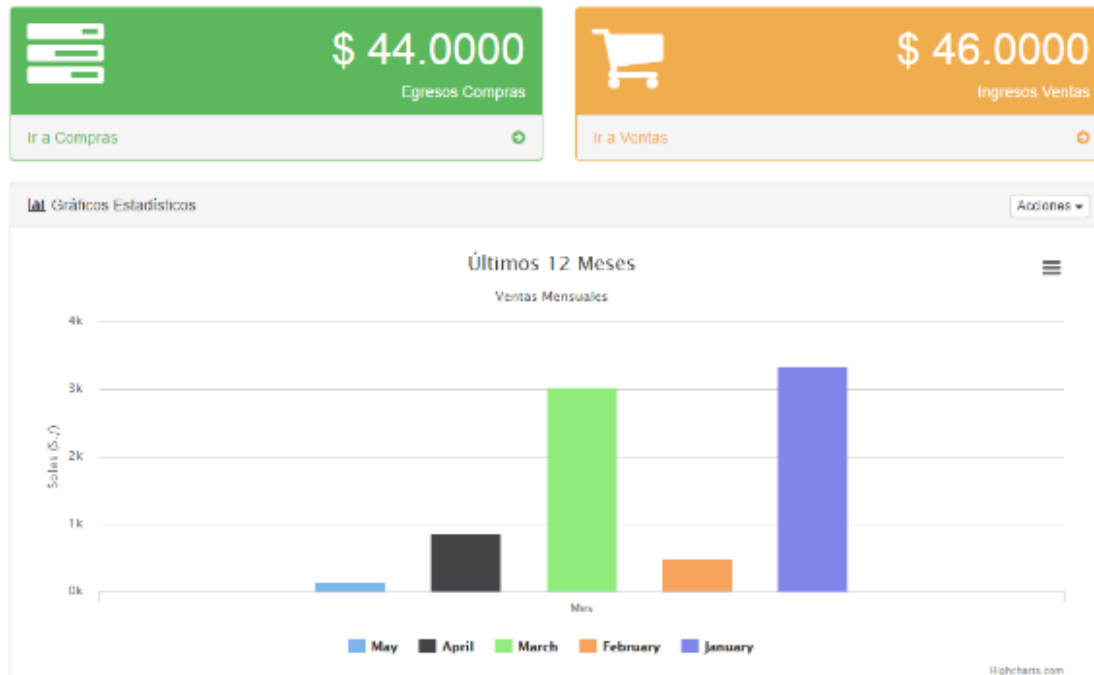 $ 44.0000
Egresos Compras
Ir a Compras
$ 46.0000
Ingresos Ventas
Ir a Ventas
Gráficos Estadísticos
Acciones
Últimos 12 Meses
Ventas Mensuales
Soles (S./)
4k
3k
2k
1k
0k
Mes
May April March February January
Highcharts.com